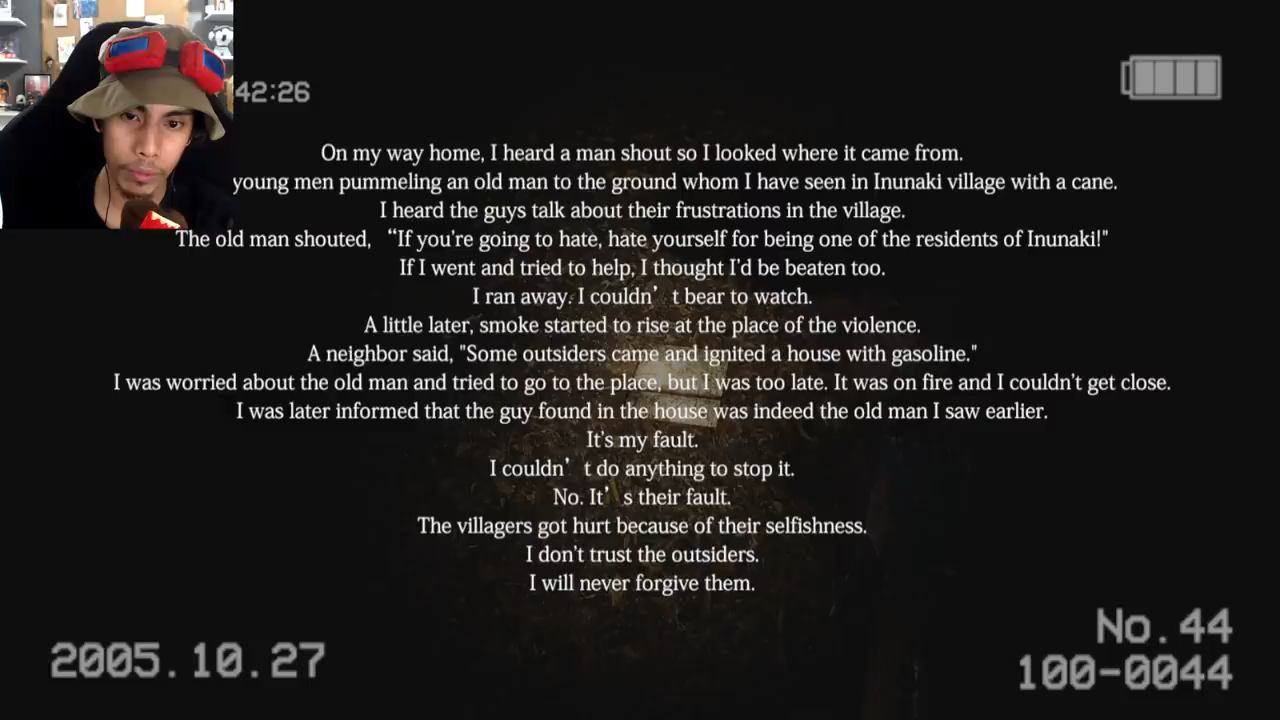 42:26
On my way home, I heard a man shout so I looked where it came from.
young men pummeling an old man to the ground whom I have seen in Inunaki village with a cane.
I heard the guys talk about their frustrations in the village.
The old man shouted, “If you're going to hate, hate yourself for being one of the residents of Inunaki!"
If I went and tried to help, I thought I'd be beaten too.
I ran away. I couldn’t bear to watch.
A little later, smoke started to rise at the place of the violence.
A neighbor said, "Some outsiders came and ignited a house with gasoline."
I was worried about the old man and tried to go to the place, but I was too late. It was on fire and I couldn't get close.
I was later informed that the guy found in the house was indeed the old man I saw earlier.
It's my fault.
I couldn’t do anything to stop it.
No. It’s their fault.
The villagers got hurt because of their selfishness.
I don't trust the outsiders.
I will never forgive them.
No.44
2005.10.27
100-0044